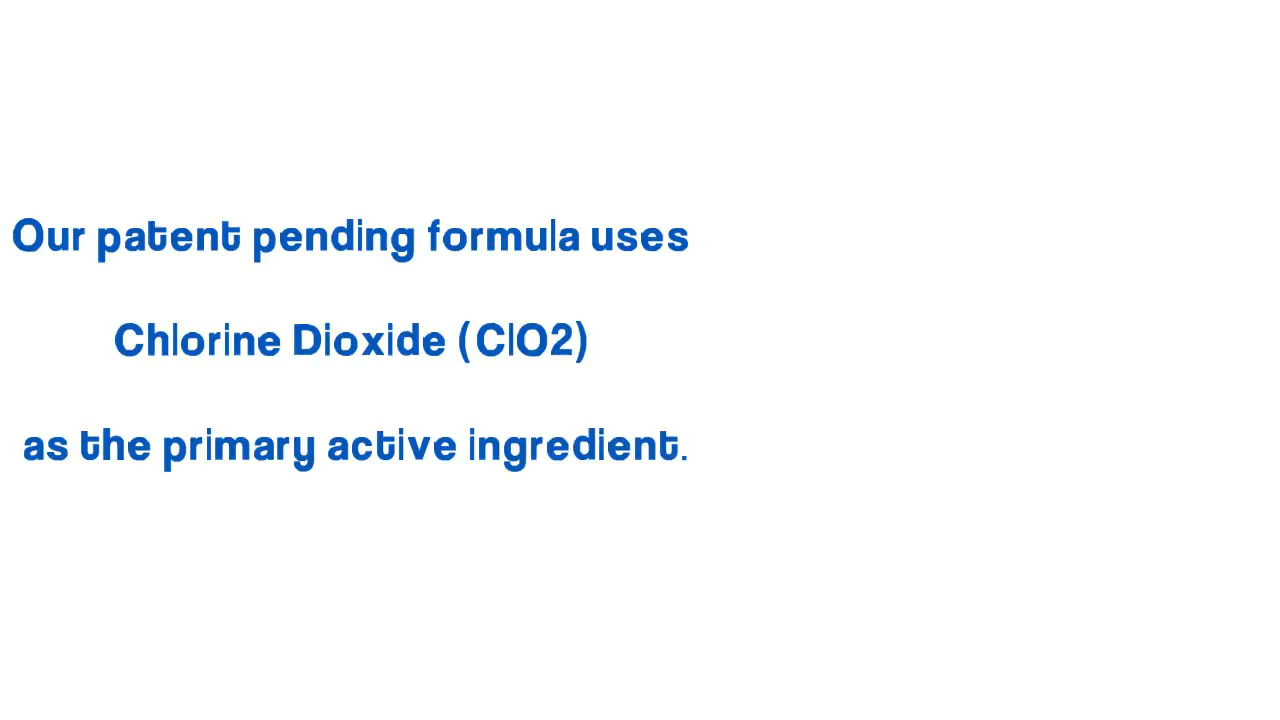 Our patent pending formula uses
Chlorine Dioxide (ClO2)
as the primary active ingredient.